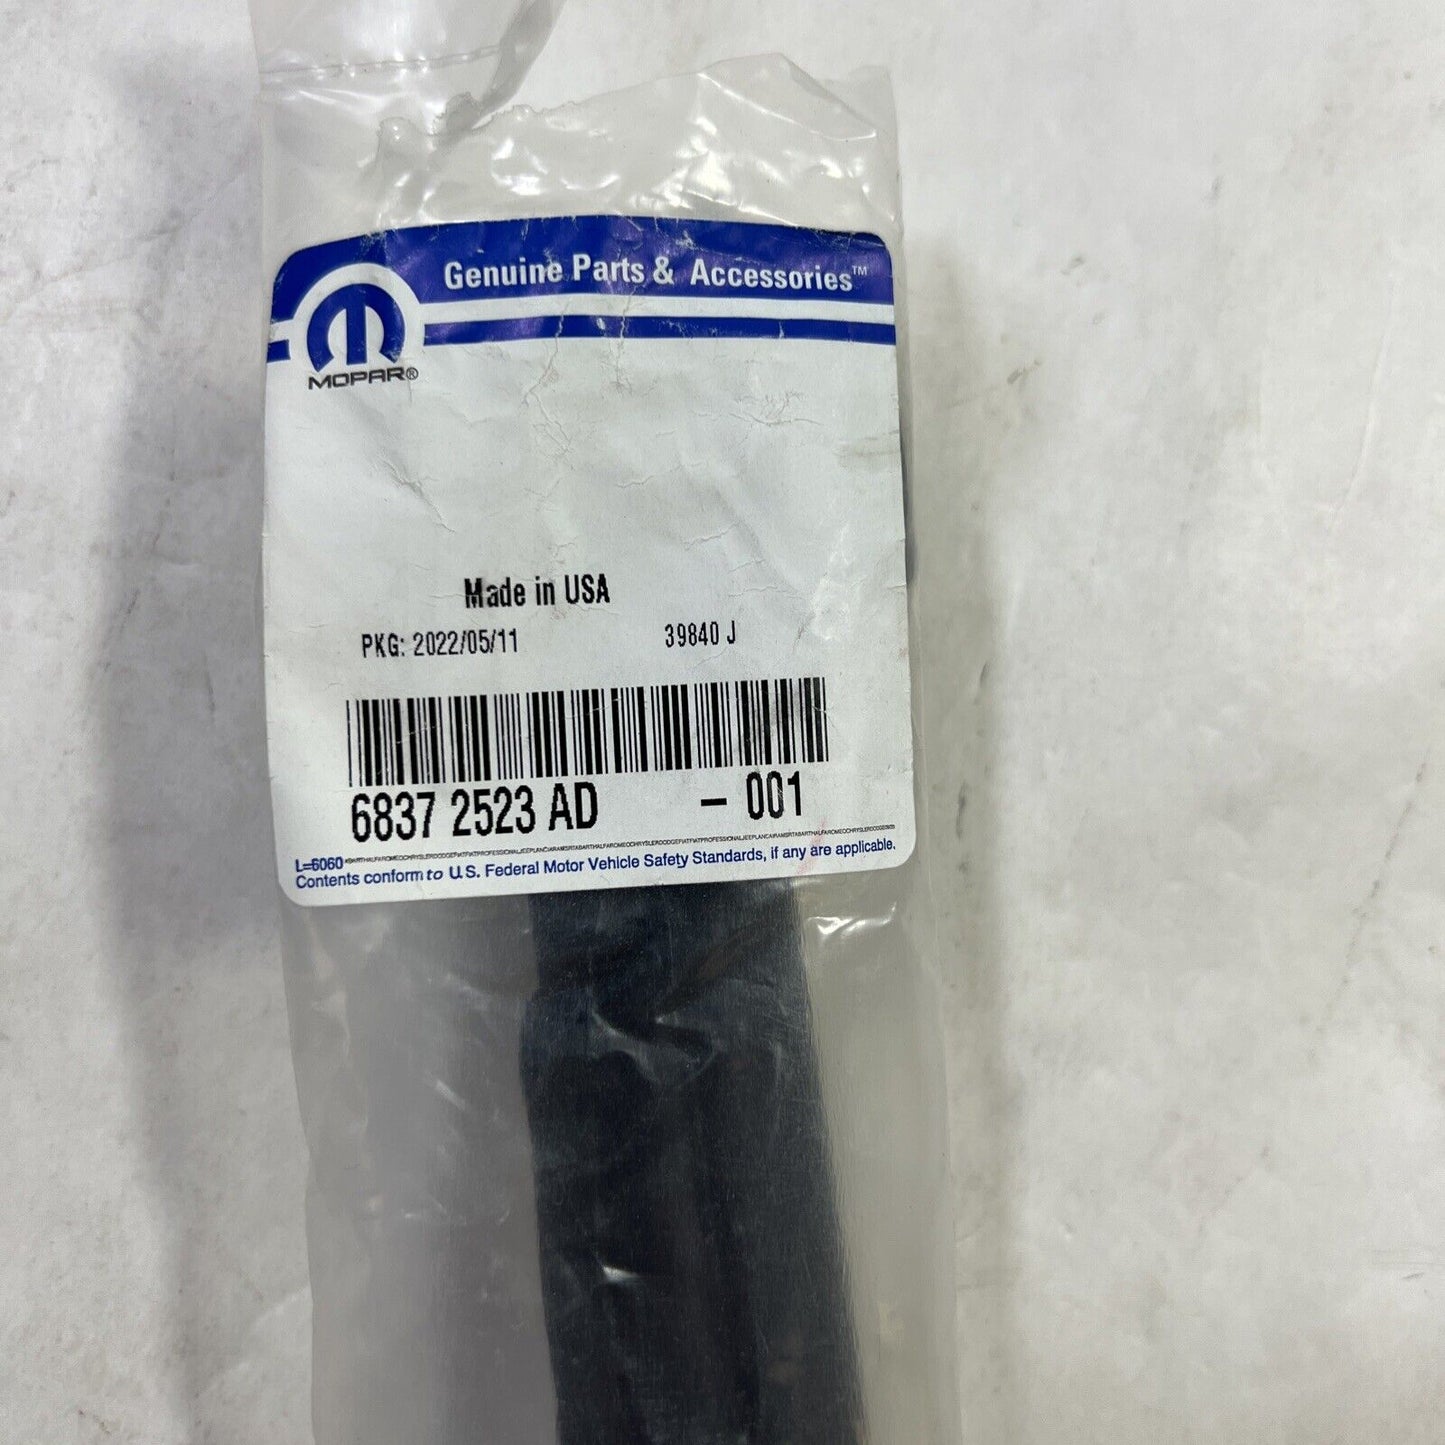 Genuine Parts & Accessories™
MOPAR®
Made in USA
PKG: 2022/05/11 39840 J
6837 2523 AD - 001
L=6060
Contents conform to U.S. Federal Motor Vehicle Safety Standards, if any are applicable.